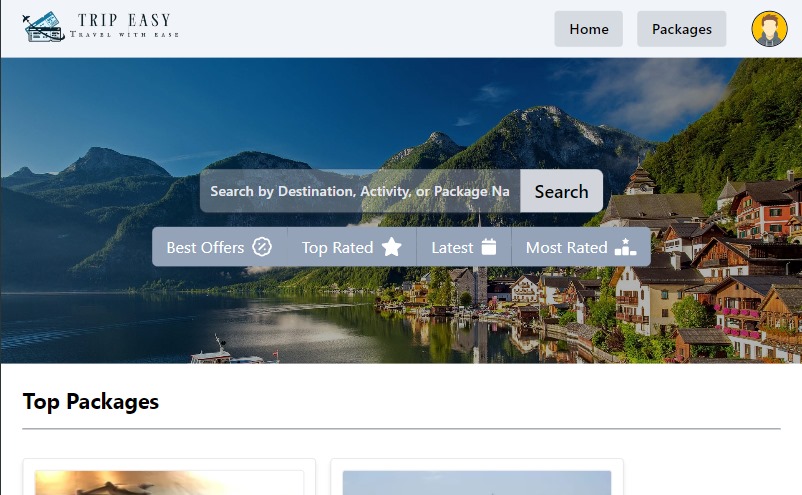 TRIP EASY
TRAVEL WITH EASE
Home
Packages
Search by Destination, Activity, or Package Na
Search
Best Offers
Top Rated
Latest
Most Rated
Top Packages